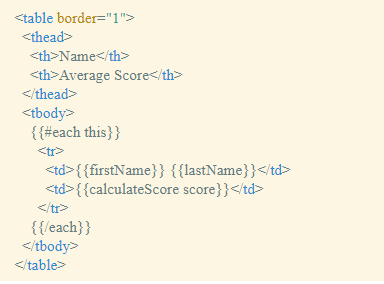 <table border="1">
  <thead>
    <th>Name</th>
    <th>Average Score</th>
  </thead>
  <tbody>
    {{#each this}}
      <tr>
        <td>{{firstName}} {{lastName}}</td>
        <td>{{calculateScore score}}</td>
      </tr>
    {{/each}}
  </tbody>
</table>